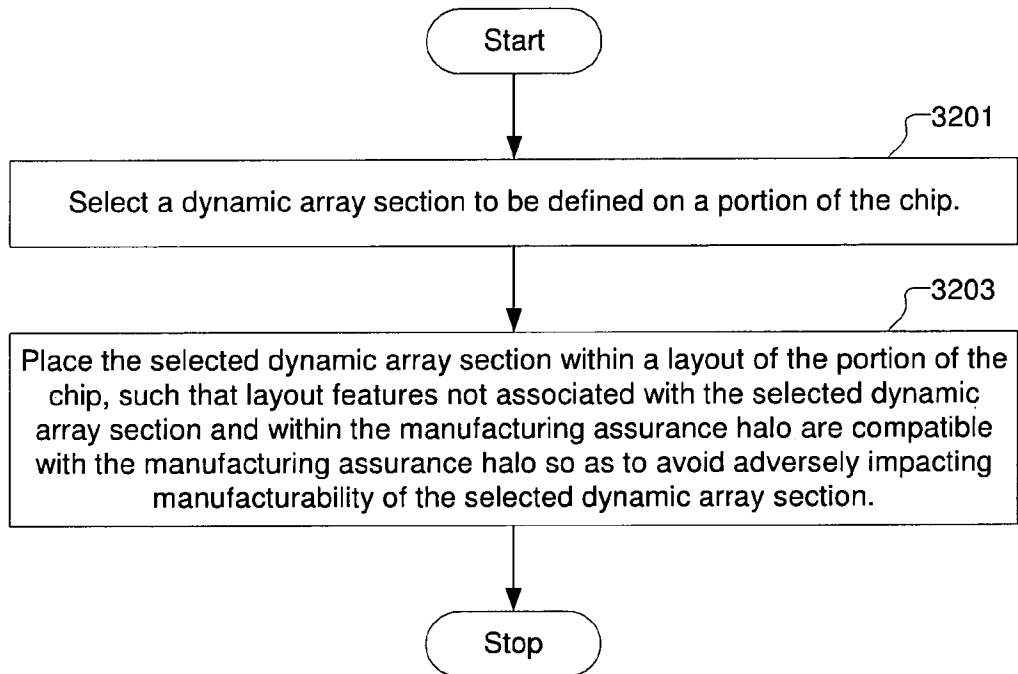 Start
3201
Select a dynamic array section to be defined on a portion of the chip.
3203
Place the selected dynamic array section within a layout of the portion of the
chip, such that layout features not associated with the selected dynamic
array section and within the manufacturing assurance halo are compatible
with the manufacturing assurance halo so as to avoid adversely impacting
manufacturability of the selected dynamic array section.
Stop